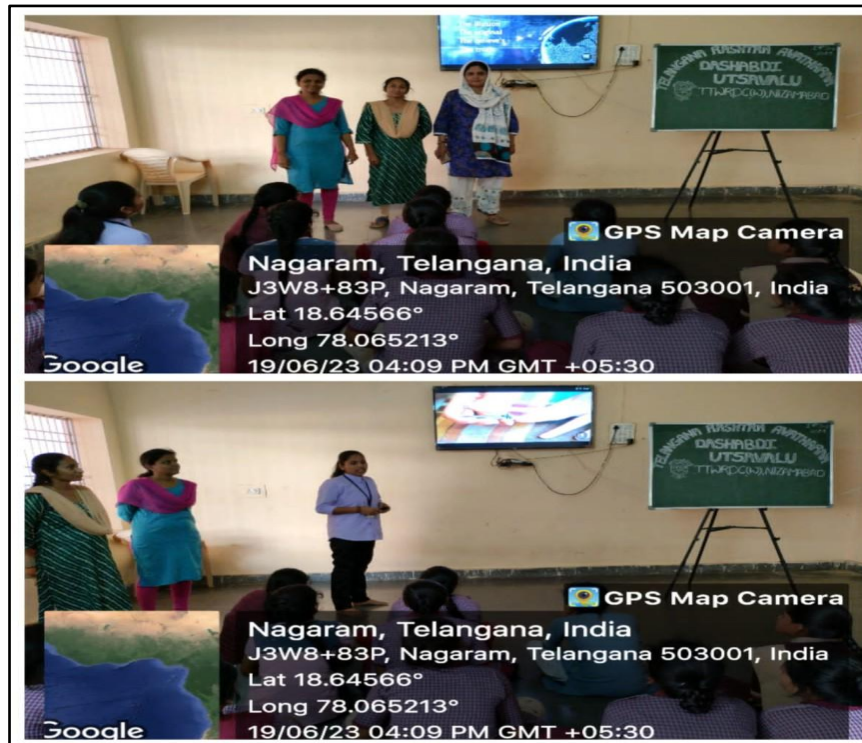 TELANGANA RASHTRA AVATHARANA
DASHABDI
UTSAVALU
TTWRDC(W),NIZAMABAD
GPS Map Camera
Nagaram, Telangana, India
J3W8+83P, Nagaram, Telangana 503001, India
Lat 18.64566°
Long 78.065213°
19/06/23 04:09 PM GMT +05:30
Google
TELANGANA RASHTRA AVATHARANA
DASHABDI
UTSAVALU
TTWRDC(W),NIZAMABAD
GPS Map Camera
Nagaram, Telangana, India
J3W8+83P, Nagaram, Telangana 503001, India
Lat 18.64566°
Long 78.065213°
19/06/23 04:09 PM GMT +05:30
Google